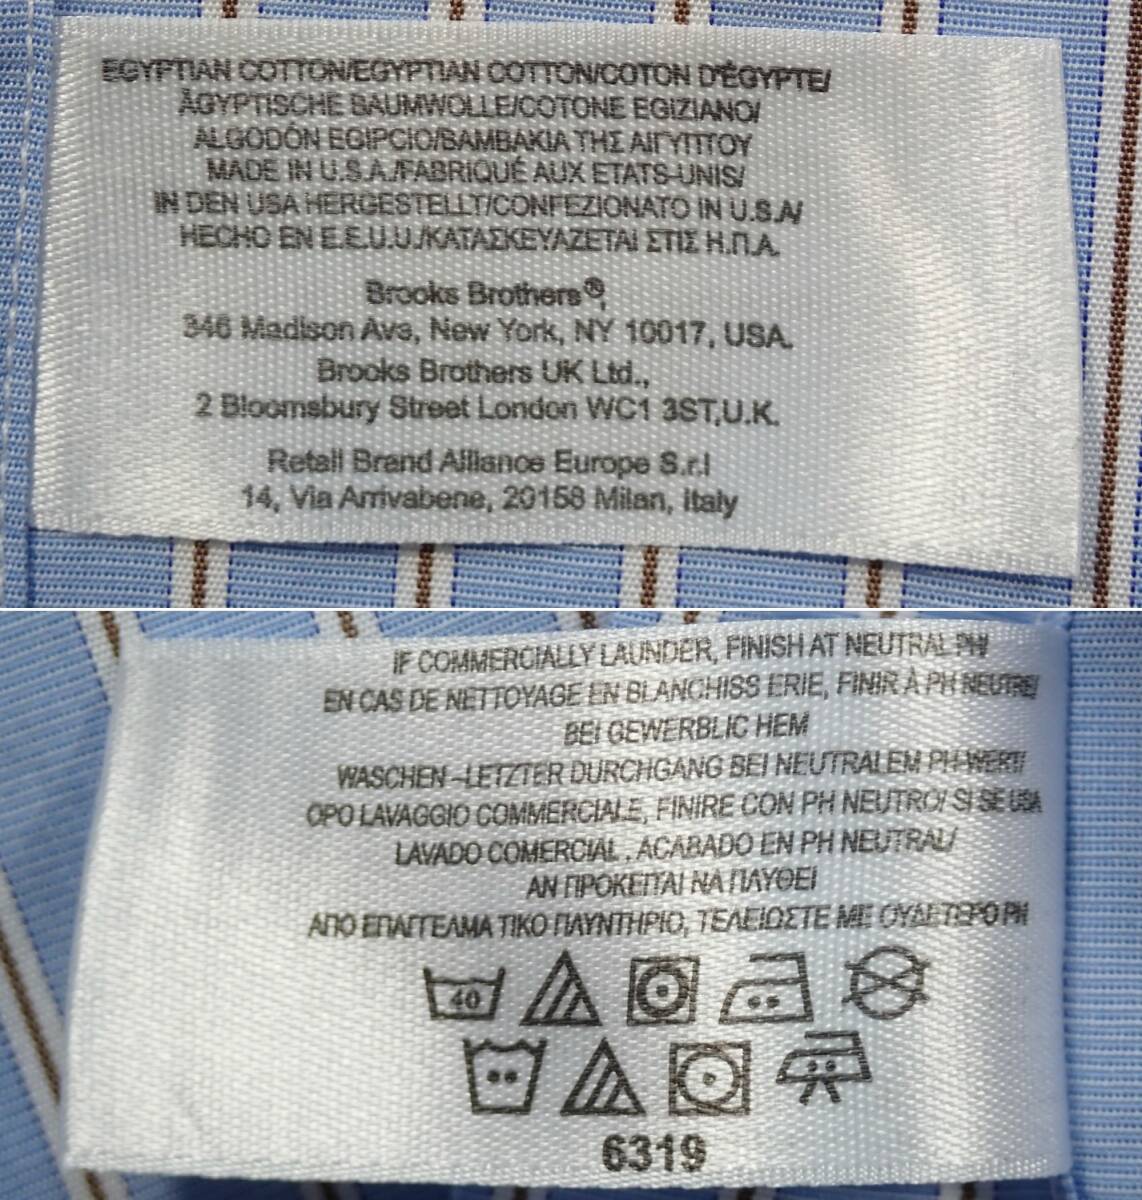 EGYPTIAN COTTON/EGYPTIAN COTTON/COTON D'ÉGYPTE/
ÄGYPTISCHE BAUMWOLLE/COTONE EGIZIANO/
ALGODÓN EGIPCIO/ΒΑΜΒΑΚΙΑ ΤΗΣ ΑΙΓΥΠΤΟΥ
MADE IN U.S.A./FABRIQUÉ AUX ETATS-UNIS/
IN DEN USA HERGESTELLT/CONFEZIONATO IN U.S.A/
HECHO EN E.E.U.U./ΚΑΤΑΣΚΕΥΑΖΕΤΑΙ ΣΤΙΣ Η.Π.Α.
Brooks Brothers®,
346 Madison Ave, New York, NY 10017, USA.
Brooks Brothers UK Ltd.,
2 Bloomsbury Street London WC1 3ST,U.K.
Retail Brand Alliance Europe S.r.l
14, Via Arrivabene, 20158 Milan, Italy
IF COMMERCIALLY LAUNDER, FINISH AT NEUTRAL PH/
EN CAS DE NETTOYAGE EN BLANCHISS ERIE, FINIR À PH NEUTRE/
BEI GEWERBLIC HEM
WASCHEN-LETZTER DURCHGANG BEI NEUTRALEM PH-WERT/
OPO LAVAGGIO COMMERCIALE, FINIRE CON PH NEUTRO/ SI SE USA
LAVADO COMERCIAL . ACABADO EN PH NEUTRAL/
ΑΝ ΠΡΟΚΕΙΤΑΙ ΝΑ ΠΛΥΘΕΙ
ΑΠΟ ΕΠΑΓΓΕΛΜΑ ΤΙΚΟ ΠΛΥΝΤΗΡΙΟ, ΤΕΛΕΙΩΣΤΕ ΜΕ ΟΥΔΕΤΕΡΟ PH
40
6319